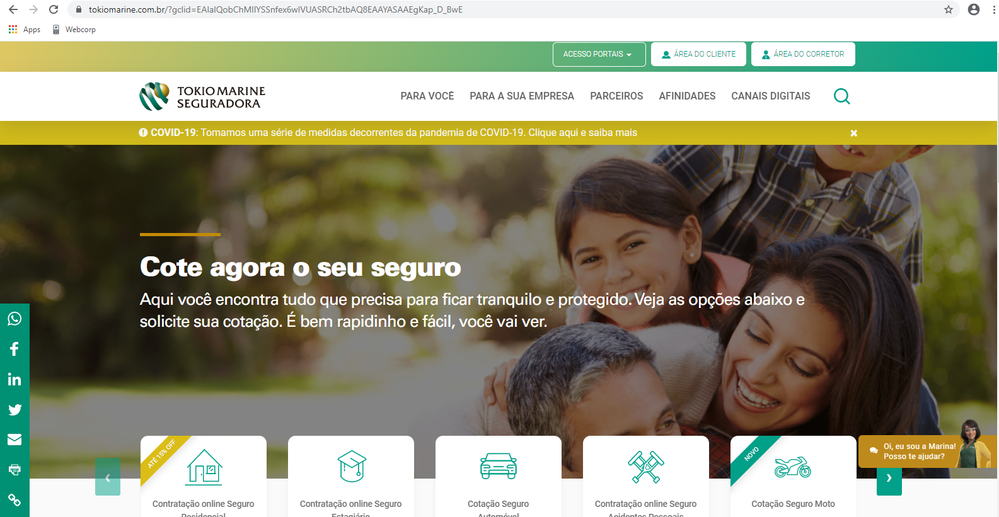 tokiomarine.com.br/?gclid=EAIaIQobChMIlYSSnfex6wIVUASRCh2tbAQ8EAAYASAAEgKap_D_BwE
Apps
Webcorp
ACESSO PORTAIS
ÁREA DO CLIENTE
ÁREA DO CORRETOR
TOKIO MARINE
SEGURADORA
PARA VOCÊ
PARA A SUA EMPRESA
PARCEIROS
AFINIDADES
CANAIS DIGITAIS
COVID-19: Tomamos uma série de medidas decorrentes da pandemia de COVID-19. Clique aqui e saiba mais
Cote agora o seu seguro
Aqui você encontra tudo que precisa para ficar tranquilo e protegido. Veja as opções abaixo e
solicite sua cotação. É bem rapidinho e fácil, você vai ver.
ATÉ 15% OFF
Contratação online Seguro
Residencial
Contratação online Seguro
Estagiário
Cotação Seguro
Automóvel
Contratação online Seguro
Acidentes Pessoais
NOVO
Cotação Seguro Moto
Oi, eu sou a Marina!
Posso te ajudar?